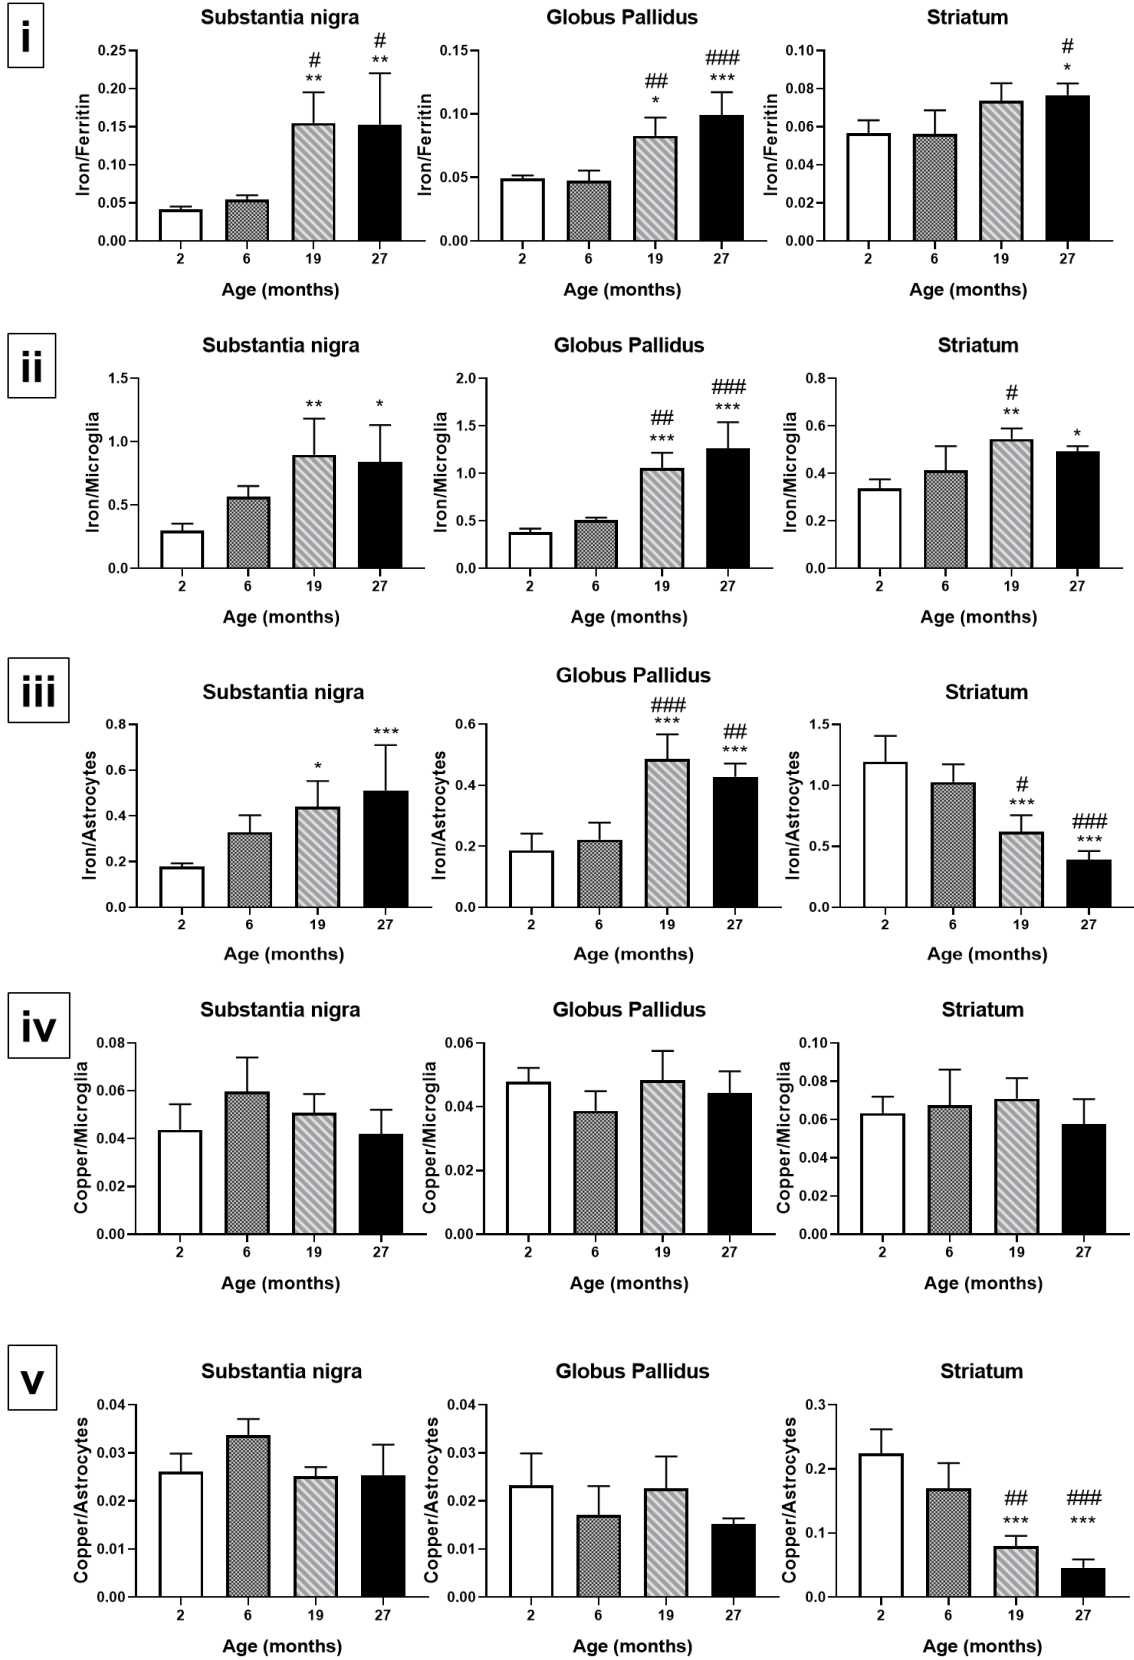 i
Substantia nigra
Iron/Ferritin
0.25
0.20
0.15
0.10
0.05
0.00
#
**
#
**
2 6 19 27
Age (months)
Globus Pallidus
Iron/Ferritin
0.15
0.10
0.05
0.00
##
*
###
***
2 6 19 27
Age (months)
Striatum
Iron/Ferritin
0.10
0.08
0.06
0.04
0.02
0.00
#
*
2 6 19 27
Age (months)
ii
Substantia nigra
Iron/Microglia
1.5
1.0
0.5
0.0
**
*
2 6 19 27
Age (months)
Globus Pallidus
Iron/Microglia
2.0
1.5
1.0
0.5
0.0
##
***
###
***
2 6 19 27
Age (months)
Striatum
Iron/Microglia
0.8
0.6
0.4
0.2
0.0
#
**
*
2 6 19 27
Age (months)
iii
Substantia nigra
Iron/Astrocytes
0.8
0.6
0.4
0.2
0.0
*
***
2 6 19 27
Age (months)
Globus Pallidus
Iron/Astrocytes
0.6
0.4
0.2
0.0
###
***
##
***
2 6 19 27
Age (months)
Striatum
Iron/Astrocytes
1.5
1.0
0.5
0.0
#
***
###
***
2 6 19 27
Age (months)
iv
Substantia nigra
Copper/Microglia
0.08
0.06
0.04
0.02
0.00
2 6 19 27
Age (months)
Globus Pallidus
Copper/Microglia
0.06
0.04
0.02
0.00
2 6 19 27
Age (months)
Striatum
Copper/Microglia
0.10
0.08
0.06
0.04
0.02
0.00
2 6 19 27
Age (months)
v
Substantia nigra
Copper/Astrocytes
0.04
0.03
0.02
0.01
0.00
2 6 19 27
Age (months)
Globus Pallidus
Copper/Astrocytes
0.04
0.03
0.02
0.01
0.00
2 6 19 27
Age (months)
Striatum
Copper/Astrocytes
0.3
0.2
0.1
0.0
##
***
###
***
2 6 19 27
Age (months)